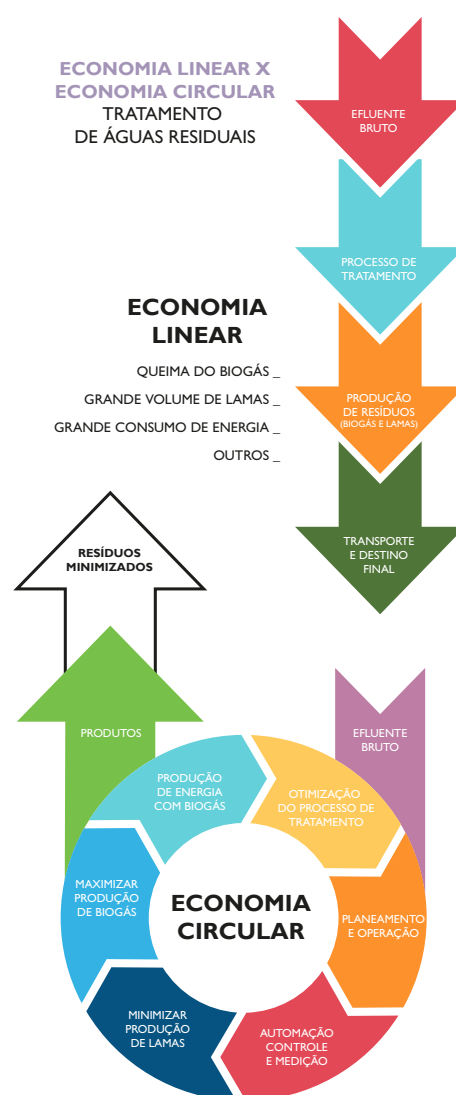 ECONOMIA LINEAR X
ECONOMIA CIRCULAR
TRATAMENTO
DE ÁGUAS RESIDUAIS
EFLUENTE
BRUTO
PROCESSO DE
TRATAMENTO
ECONOMIA
LINEAR
QUEIMA DO BIOGÁS _
GRANDE VOLUME DE LAMAS _
GRANDE CONSUMO DE ENERGIA _
OUTROS _
PRODUÇÃO
DE RESÍDUOS
(BIOGÁS E LAMAS)
TRANSPORTE
E DESTINO
FINAL
RESÍDUOS
MINIMIZADOS
PRODUTOS
EFLUENTE
BRUTO
PRODUÇÃO
DE ENERGIA
COM BIOGÁS
OTIMIZAÇÃO
DO PROCESSO DE
TRATAMENTO
MAXIMIZAR
PRODUÇÃO
DE BIOGÁS
ECONOMIA
CIRCULAR
PLANEAMENTO
E OPERAÇÃO
MINIMIZAR
PRODUÇÃO
DE LAMAS
AUTOMAÇÃO
CONTROLE
E MEDIÇÃO